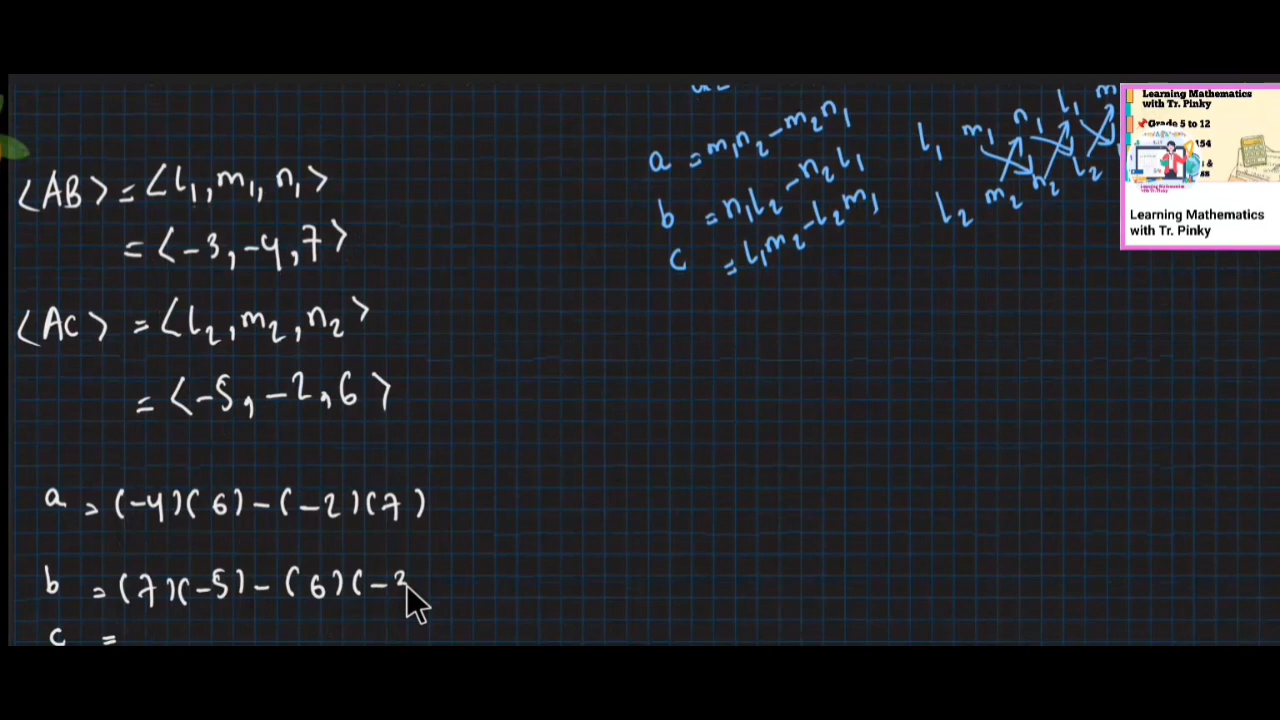 ⟨AB⟩ = ⟨l₁, m₁, n₁⟩
= ⟨-3, -4, 7⟩
⟨AC⟩ = ⟨l₂, m₂, n₂⟩
= ⟨-5, -2, 6⟩
a = (-4)(6) - (-2)(7)
b = (7)(-5) - (6)(-3
c =
a = m₁n₂ - m₂n₁
b = n₁l₂ - n₂l₁
c = l₁m₂ - l₂m₁
l₁ m₁ n₁ l₁ m
l₂ m₂ n₂ l₂
Learning Mathematics
with Tr. Pinky
Grade 5 to 12
154
Learning Mathematics
with Tr. Pinky